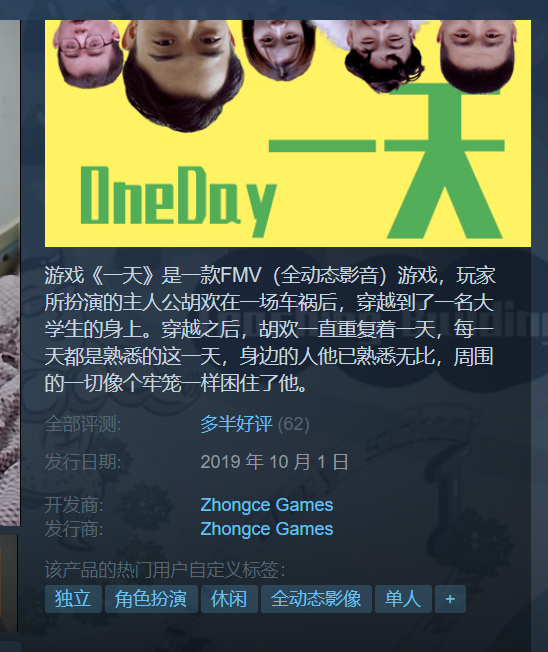 一天
OneDay
游戏《一天》是一款FMV（全动态影音）游戏，玩家
所扮演的主人公胡欢在一场车祸后，穿越到了一名大
学生的身上。穿越之后，胡欢一直重复着一天，每一
天都是熟悉的这一天，身边的人他已熟悉无比，周围
的一切像个牢笼一样困住了他。
全部评测: 多半好评 (62)
发行日期: 2019 年 10 月 1 日
开发商: Zhongce Games
发行商: Zhongce Games
该产品的热门用户自定义标签:
独立 角色扮演 休闲 全动态影像 单人 +